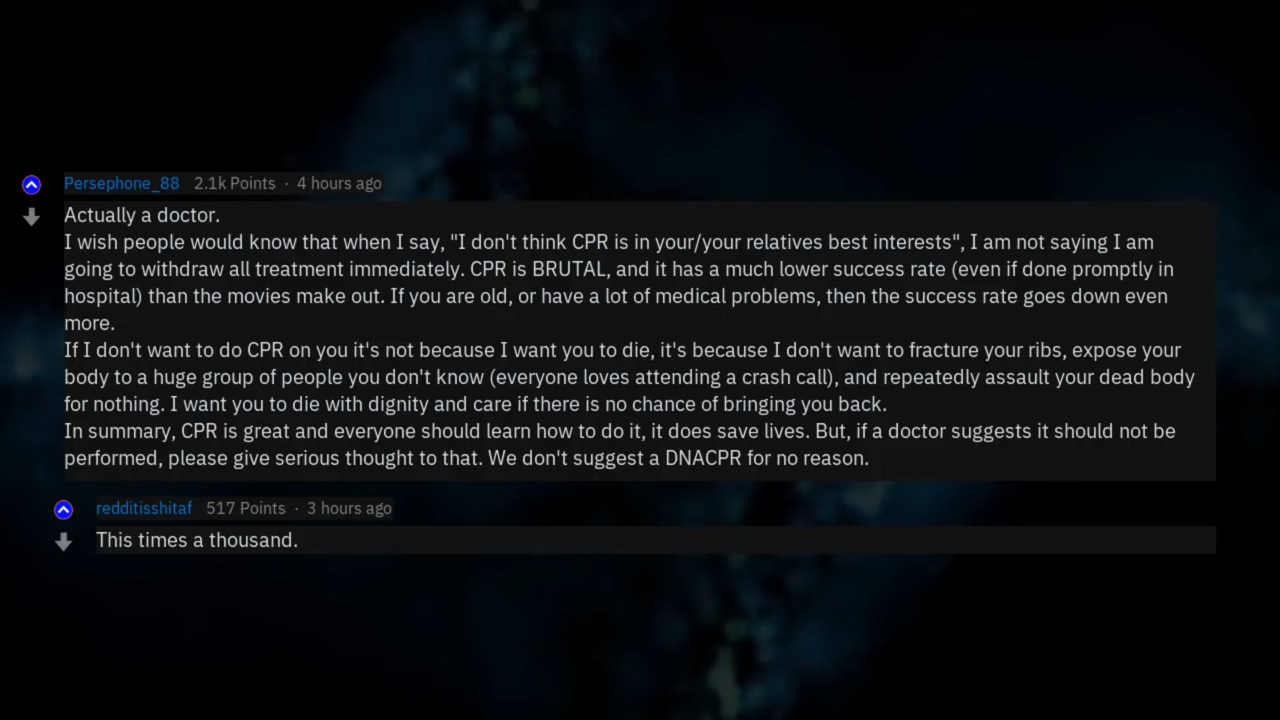 Persephone_88 2.1k Points · 4 hours ago
Actually a doctor.
I wish people would know that when I say, "I don't think CPR is in your/your relatives best interests", I am not saying I am
going to withdraw all treatment immediately. CPR is BRUTAL, and it has a much lower success rate (even if done promptly in
hospital) than the movies make out. If you are old, or have a lot of medical problems, then the success rate goes down even
more.
If I don't want to do CPR on you it's not because I want you to die, it's because I don't want to fracture your ribs, expose your
body to a huge group of people you don't know (everyone loves attending a crash call), and repeatedly assault your dead body
for nothing. I want you to die with dignity and care if there is no chance of bringing you back.
In summary, CPR is great and everyone should learn how to do it, it does save lives. But, if a doctor suggests it should not be
performed, please give serious thought to that. We don't suggest a DNACPR for no reason.
redditisshitaf 517 Points · 3 hours ago
This times a thousand.